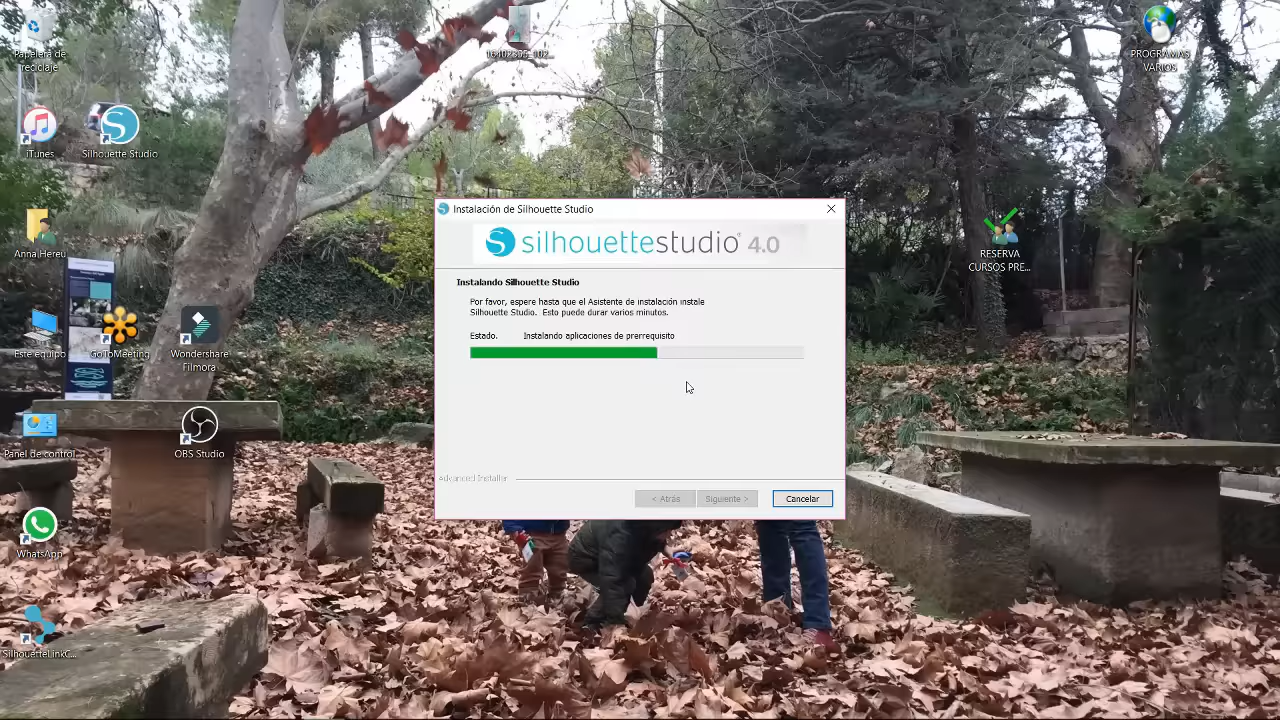 Papelera de
reciclaje
iTunes
Silhouette Studio
PROGRAMAS
VARIOS
Anna Hereu
RESERVA
CURSOS PRE...
Este equipo
GoToMeeting
Wondershare
Filmora
Panel de control
OBS Studio
WhatsApp
SilhouetteLinkC...
Instalación de Silhouette Studio
silhouettestudio 4.0
Instalando Silhouette Studio
Por favor, espere hasta que el Asistente de instalación instale
Silhouette Studio. Esto puede durar varios minutos.
Estado. Instalando aplicaciones de prerrequisito
Advanced Installer
< Atrás
Siguiente >
Cancelar